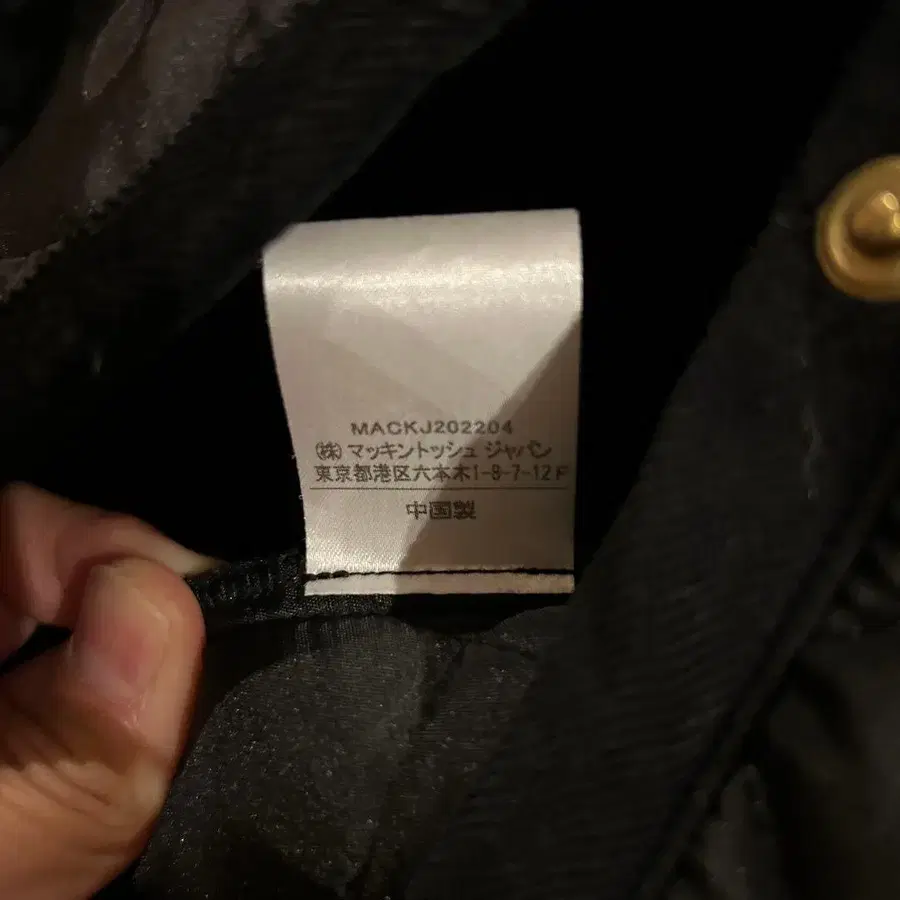 MACKJ202204
㈱ マッキントッシュ ジャパン
東京都港区六本木1-8-7-12F
中国製